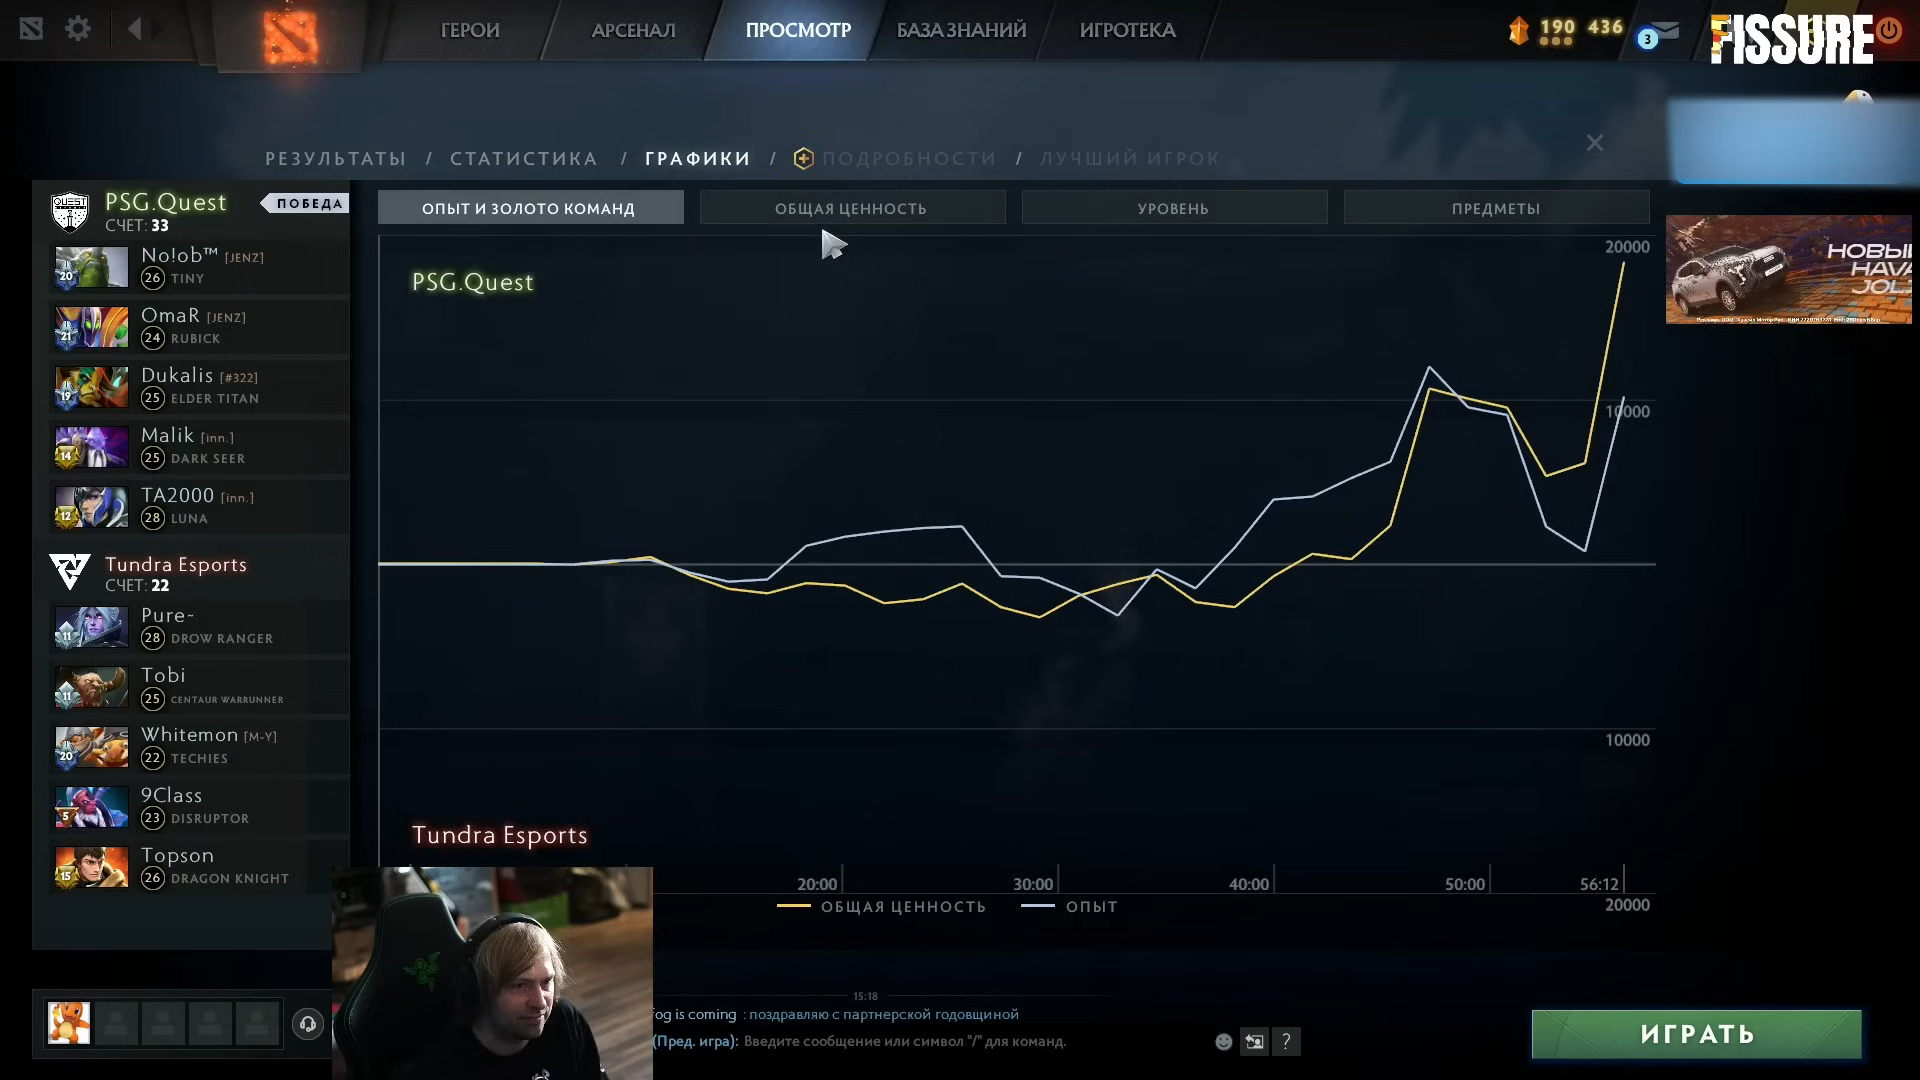 ГЕРОИ
АРСЕНАЛ
ПРОСМОТР
БАЗА ЗНАНИЙ
ИГРОТЕКА
190
436
3
FISSURE
РЕЗУЛЬТАТЫ / СТАТИСТИКА / ГРАФИКИ / ПОДРОБНОСТИ / ЛУЧШИЙ ИГРОК
QUEST
PSG.Quest
ПОБЕДА
СЧЕТ: 33
20
No!ob™ [JENZ]
26 TINY
21
OmaR [JENZ]
24 RUBICK
19
Dukalis [#322]
25 ELDER TITAN
14
Malik [inn.]
25 DARK SEER
12
TA2000 [inn.]
28 LUNA
Tundra Esports
СЧЕТ: 22
11
Pure~
28 DROW RANGER
11
Tobi
25 CENTAUR WARRUNNER
20
Whitemon [M-Y]
22 TECHIES
5
9Class
23 DISRUPTOR
15
Topson
26 DRAGON KNIGHT
ОПЫТ И ЗОЛОТО КОМАНД
ОБЩАЯ ЦЕННОСТЬ
УРОВЕНЬ
ПРЕДМЕТЫ
20000
PSG.Quest
10000
10000
Tundra Esports
20:00
30:00
40:00
50:00
56:12
20000
ОБЩАЯ ЦЕННОСТЬ
ОПЫТ
НОВЫЙ
HAVA
JOL
15:18
fog is coming : поздравляю с партнерской годовщиной
(Пред. игра): Введите сообщение или символ "/" для команд.
?
ИГРАТЬ